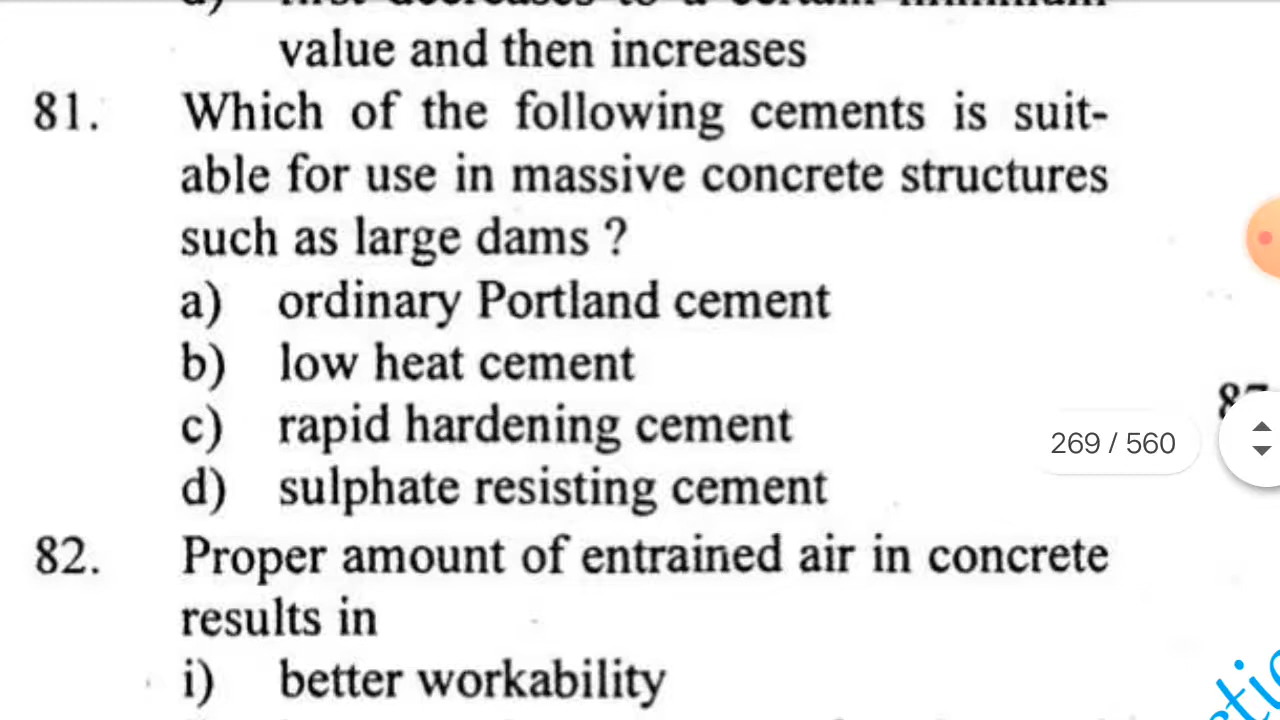 value and then increases
81. Which of the following cements is suit-
able for use in massive concrete structures
such as large dams ?
a) ordinary Portland cement
b) low heat cement
c) rapid hardening cement
d) sulphate resisting cement
269 / 560
82. Proper amount of entrained air in concrete
results in
i) better workability